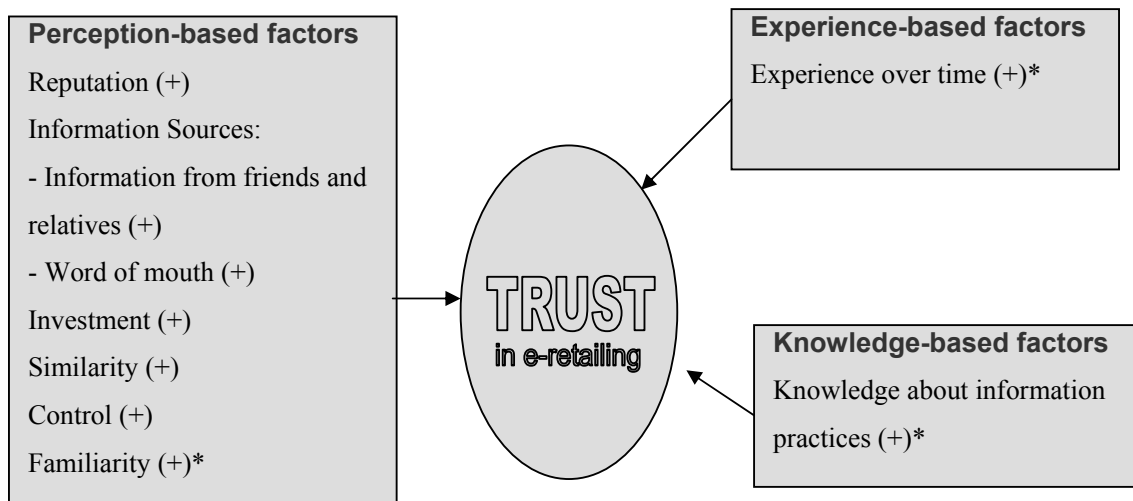 Perception-based factors
Reputation (+)
Information Sources:
- Information from friends and
relatives (+)
- Word of mouth (+)
Investment (+)
Similarity (+)
Control (+)
Familiarity (+)*
TRUST
in e-retailing
Experience-based factors
Experience over time (+)*
Knowledge-based factors
Knowledge about information
practices (+)*